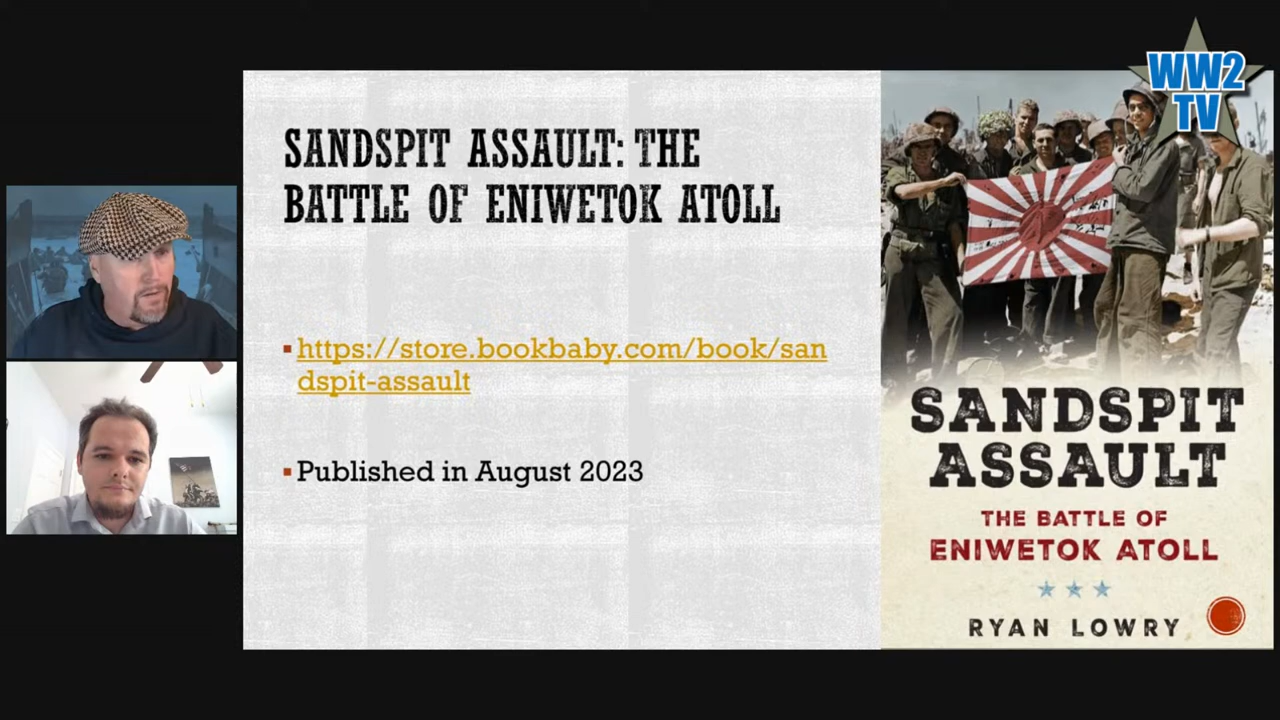 WW2
TV
SANDSPIT ASSAULT: THE
BATTLE OF ENIWETOK ATOLL
https://store.bookbaby.com/book/san
dspit-assault
Published in August 2023
SANDSPIT
ASSAULT
THE BATTLE OF
ENIWETOK ATOLL
RYAN LOWRY